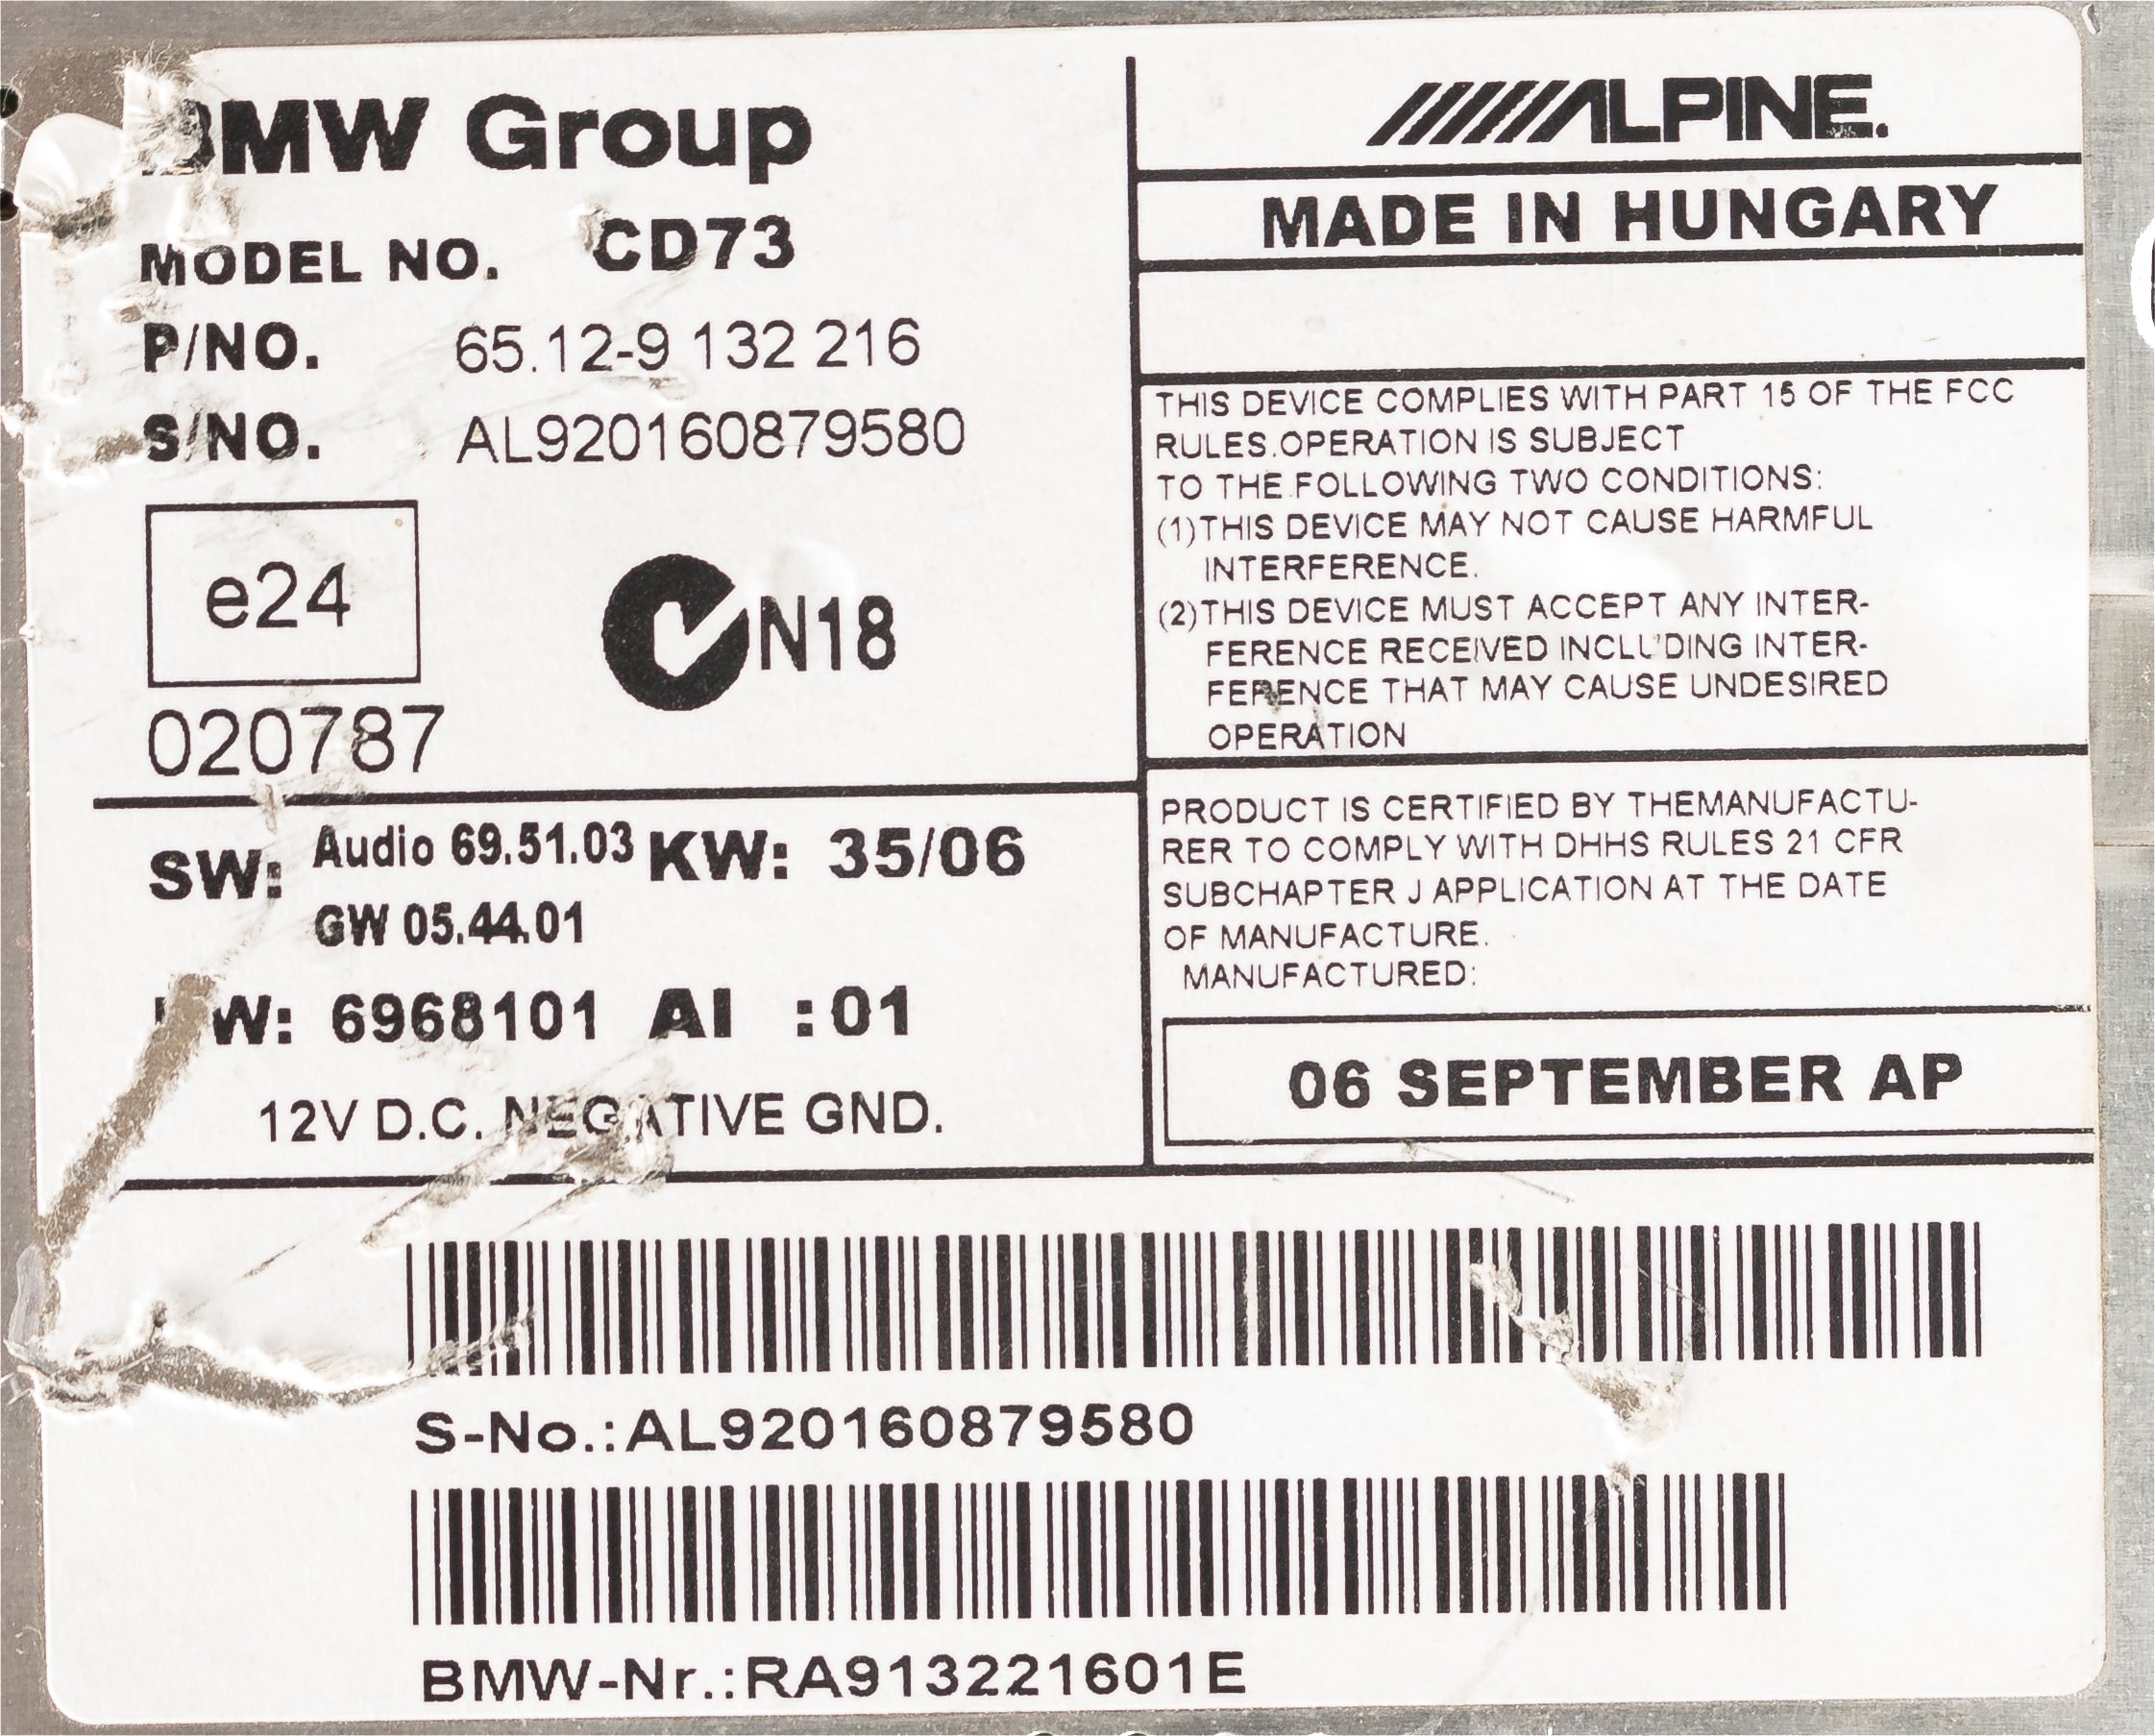 BMW Group
MODEL NO. CD73
P/NO. 65.12-9 132 216
S/NO. AL920160879580
e24
N18
020787
SW: Audio 69.51.03 KW: 35/06
GW 05.44.01
W: 6968101 AI :01
12V D.C. NEGATIVE GND.
ALPINE.
MADE IN HUNGARY
THIS DEVICE COMPLIES WITH PART 15 OF THE FCC
RULES.OPERATION IS SUBJECT
TO THE FOLLOWING TWO CONDITIONS:
(1)THIS DEVICE MAY NOT CAUSE HARMFUL
INTERFERENCE.
(2)THIS DEVICE MUST ACCEPT ANY INTER-
FERENCE RECEIVED INCLUDING INTER-
FERENCE THAT MAY CAUSE UNDESIRED
OPERATION
PRODUCT IS CERTIFIED BY THEMANUFACTU-
RER TO COMPLY WITH DHHS RULES 21 CFR
SUBCHAPTER J APPLICATION AT THE DATE
OF MANUFACTURE.
MANUFACTURED:
06 SEPTEMBER AP
S-No.:AL920160879580
BMW-Nr.:RA913221601E